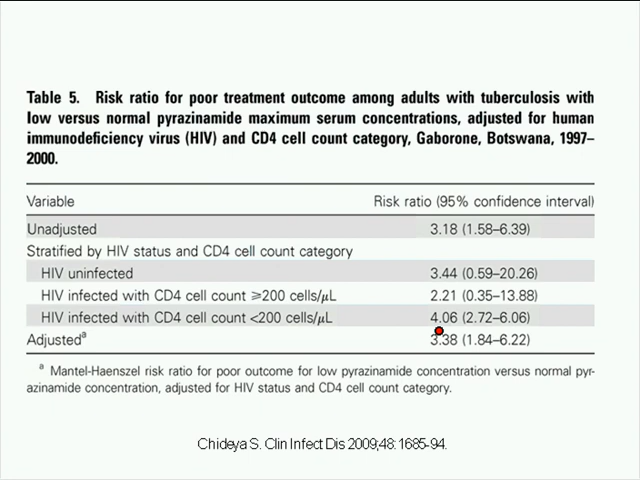 Table 5. Risk ratio for poor treatment outcome among adults with tuberculosis with
low versus normal pyrazinamide maximum serum concentrations, adjusted for human
immunodeficiency virus (HIV) and CD4 cell count category, Gaborone, Botswana, 1997–
2000.
Variable Risk ratio (95% confidence interval)
Unadjusted 3.18 (1.58–6.39)
Stratified by HIV status and CD4 cell count category
HIV uninfected 3.44 (0.59–20.26)
HIV infected with CD4 cell count ≥200 cells/μL 2.21 (0.35–13.88)
HIV infected with CD4 cell count <200 cells/μL 4.06 (2.72–6.06)
Adjustedᵃ 3.38 (1.84–6.22)
ᵃ Mantel-Haenszel risk ratio for poor outcome for low pyrazinamide concentration versus normal pyr-
azinamide concentration, adjusted for HIV status and CD4 cell count category.
Chideya S. Clin Infect Dis 2009;48:1685-94.